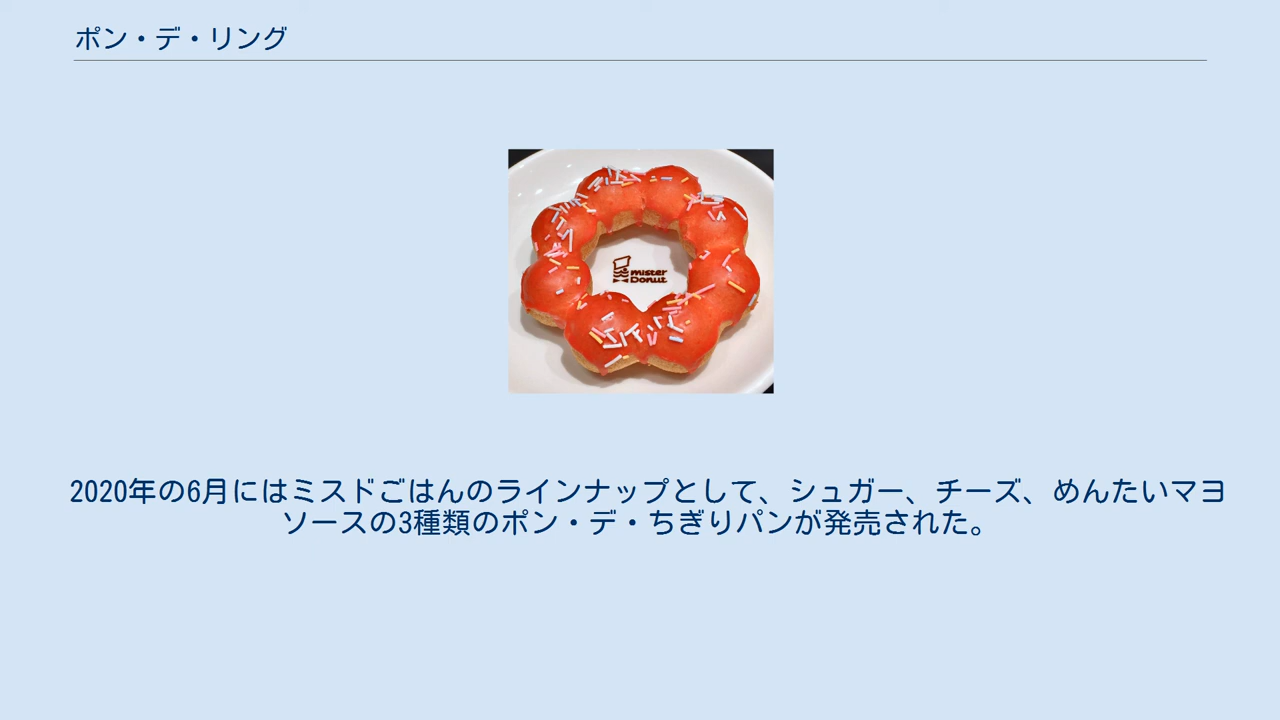 ポン・デ・リング
mister
Donut
2020年の6月にはミスドごはんのラインナップとして、シュガー、チーズ、めんたいマヨ
ソースの3種類のポン・デ・ちぎりパンが発売された。